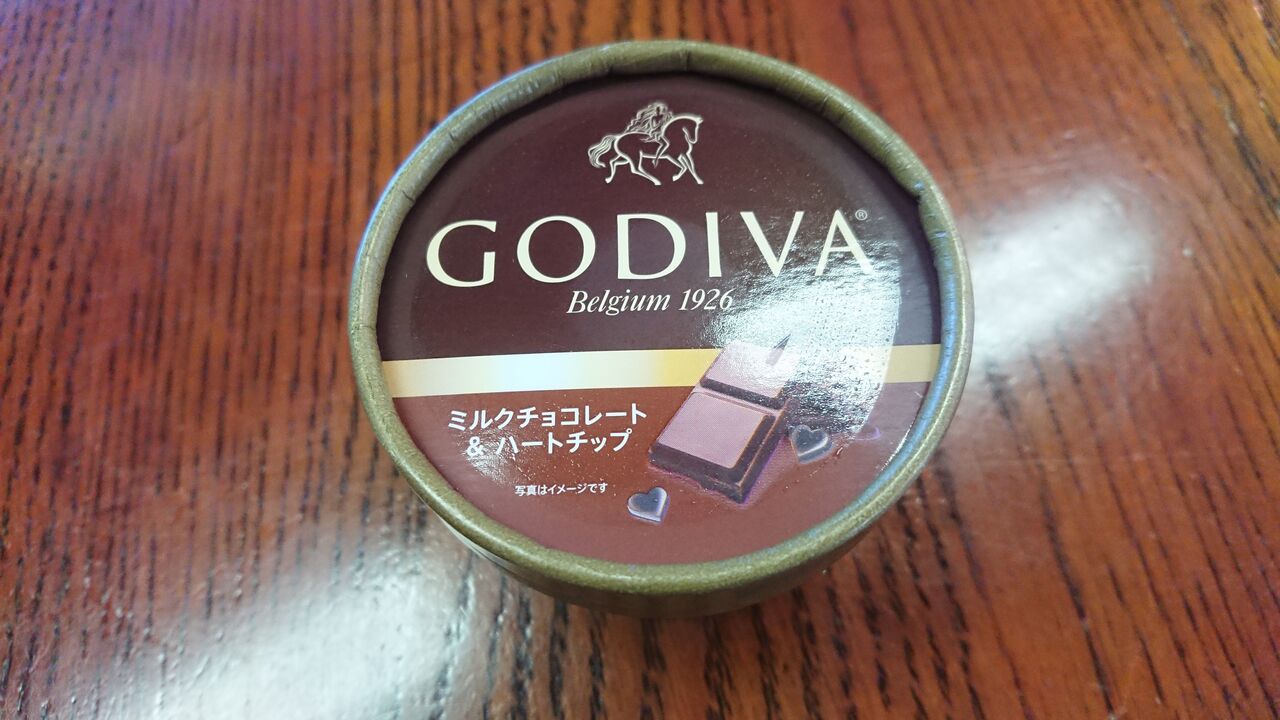 GODIVA®
Belgium 1926
ミルクチョコレート
& ハートチップ
写真はイメージです